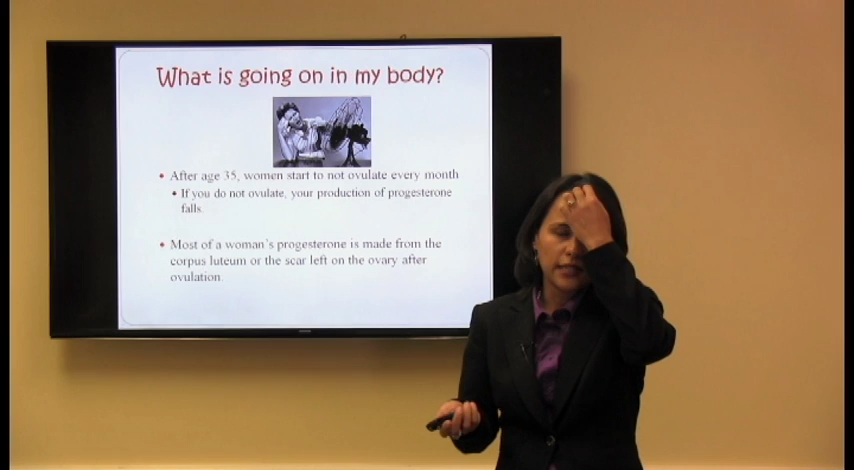 What is going on in my body?
After age 35, women start to not ovulate every month
If you do not ovulate, your production of progesterone
falls.
Most of a woman's progesterone is made from the
corpus luteum or the scar left on the ovary after
ovulation.